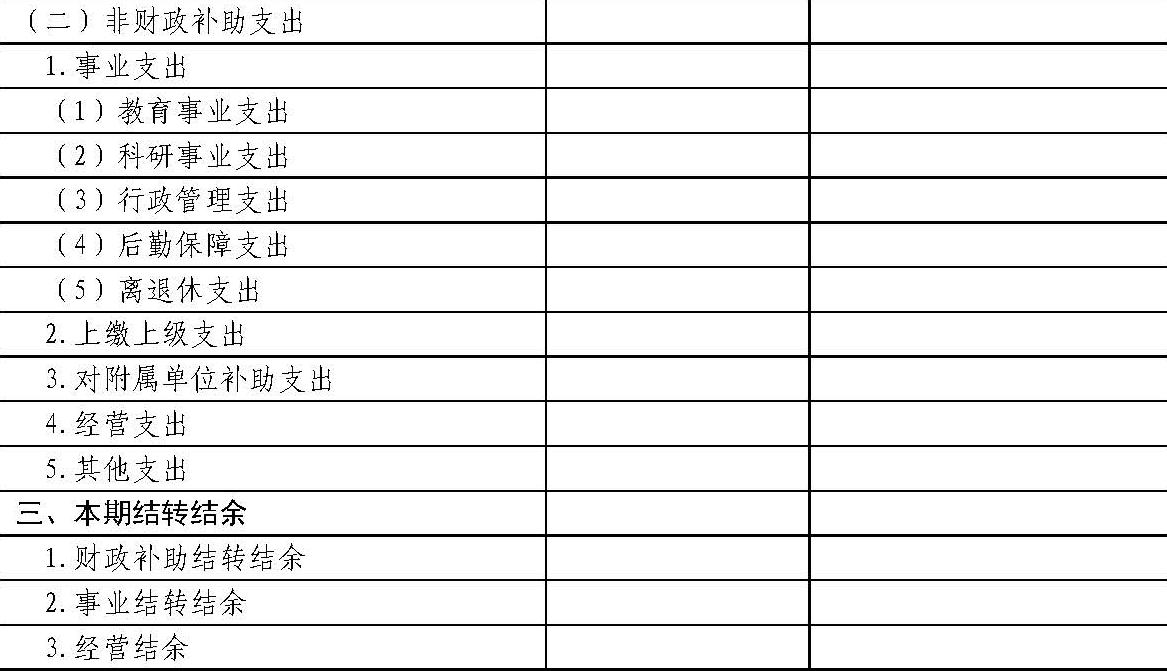 （二）非财政补助支出
1.事业支出
（1）教育事业支出
（2）科研事业支出
（3）行政管理支出
（4）后勤保障支出
（5）离退休支出
2.上缴上级支出
3.对附属单位补助支出
4.经营支出
5.其他支出
三、本期结转结余
1.财政补助结转结余
2.事业结转结余
3.经营结余